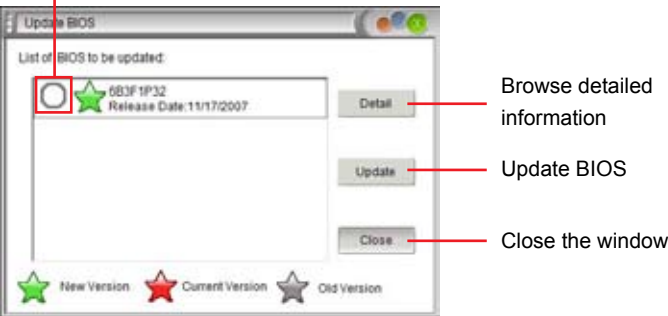 Update BIOS
List of BIOS to be updated:
6B3F1P32
Release Date:11/17/2007
Detail
Update
Close
New Version
Current Version
Old Version
Browse detailed
information
Update BIOS
Close the window